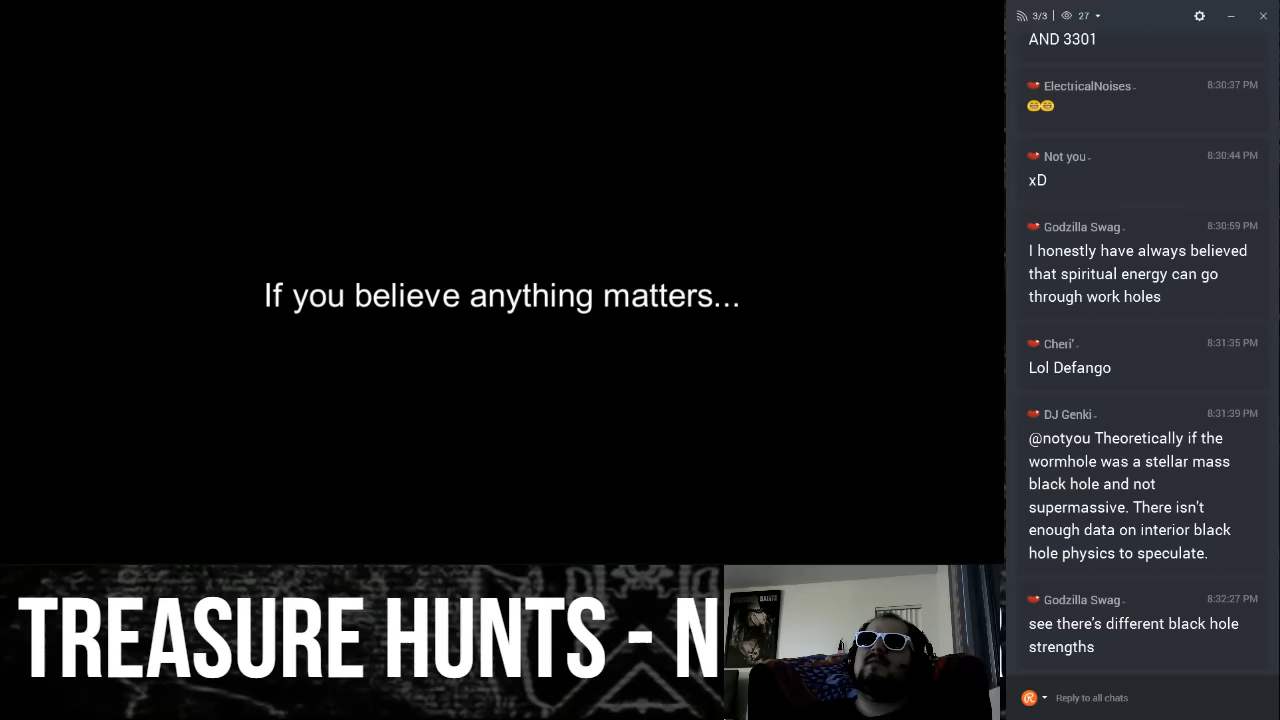 If you believe anything matters...
TREASURE HUNTS - N
3/3
27
AND 3301
ElectricalNoises
8:30:37 PM
😂😂
Not you
8:30:44 PM
xD
Godzilla Swag
8:30:59 PM
I honestly have always believed
that spiritual energy can go
through work holes
Cheri'
8:31:35 PM
Lol Defango
DJ Genki
8:31:39 PM
@notyou Theoretically if the
wormhole was a stellar mass
black hole and not
supermassive. There isn't
enough data on interior black
hole physics to speculate.
Godzilla Swag
8:32:27 PM
see there's different black hole
strengths
Reply to all chats